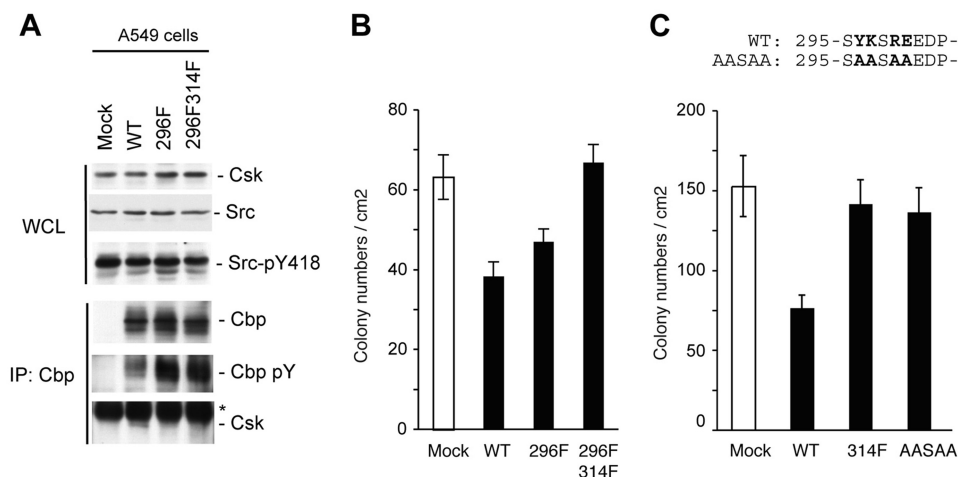 A
A549 cells
Mock
WT
296F
296F314F
WCL
- Csk
- Src
- Src-pY418
IP: Cbp
- Cbp
- Cbp pY
*
- Csk
B
Colony numbers / cm2
80
60
40
20
0
Mock
WT
296F
296F
314F
C
WT: 295-SYKSREEDP-
AASAA: 295-SAASAAEDP-
Colony numbers / cm2
200
150
100
50
0
Mock
WT
314F
AASAA